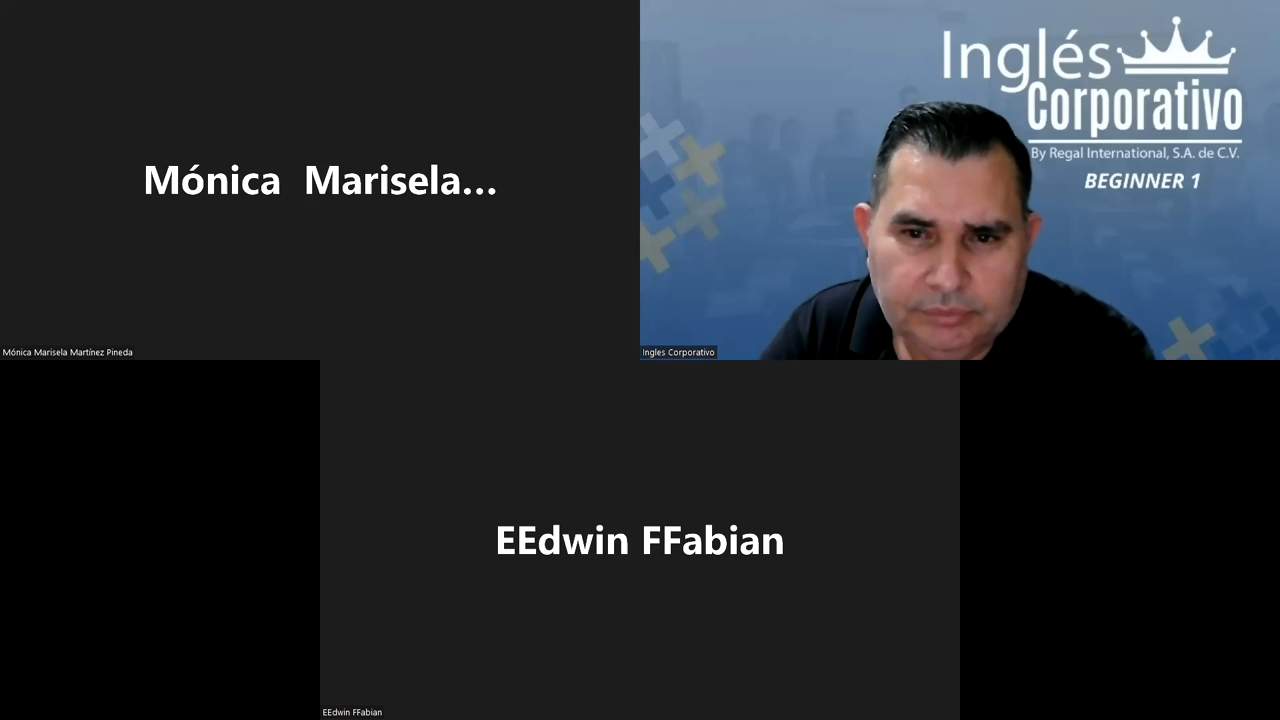 Mónica Marisela...
Mónica Marisela Martínez Pineda
Inglés
Corporativo
By Regal International, S.A. de C.V.
BEGINNER 1
Ingles Corporativo
EEdwin FFabian
EEdwin FFabian